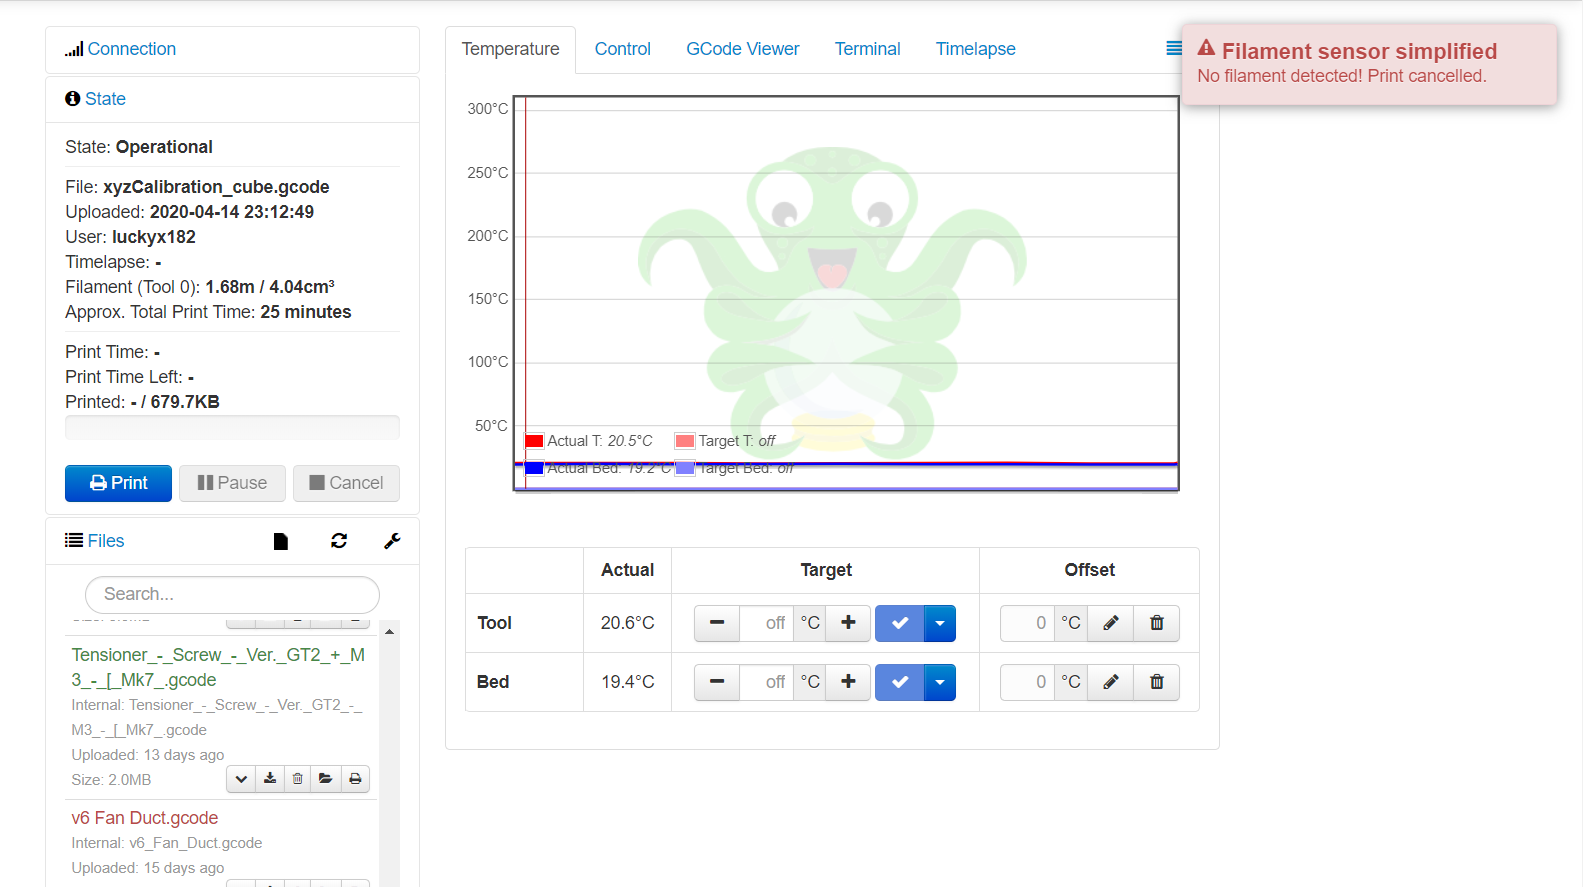 Connection
State
State: Operational
File: xyzCalibration_cube.gcode
Uploaded: 2020-04-14 23:12:49
User: luckyx182
Timelapse: -
Filament (Tool 0): 1.68m / 4.04cm³
Approx. Total Print Time: 25 minutes
Print Time: -
Print Time Left: -
Printed: - / 679.7KB
Print Pause Cancel
Files
Search...
Tensioner_-_Screw_-_Ver._GT2_+_M
3_-_[_Mk7_.gcode
Internal: Tensioner_-_Screw_-_Ver._GT2_-_
M3_-_[_Mk7_.gcode
Uploaded: 13 days ago
Size: 2.0MB
v6 Fan Duct.gcode
Internal: v6_Fan_Duct.gcode
Uploaded: 15 days ago
Temperature Control GCode Viewer Terminal Timelapse
Filament sensor simplified
No filament detected! Print cancelled.
300°C
250°C
200°C
150°C
100°C
50°C
Actual T: 20.5°C Target T: off
Actual Bed: 19.2°C Target Bed: off
Actual Target Offset
Tool 20.6°C off °C 0 °C
Bed 19.4°C off °C 0 °C